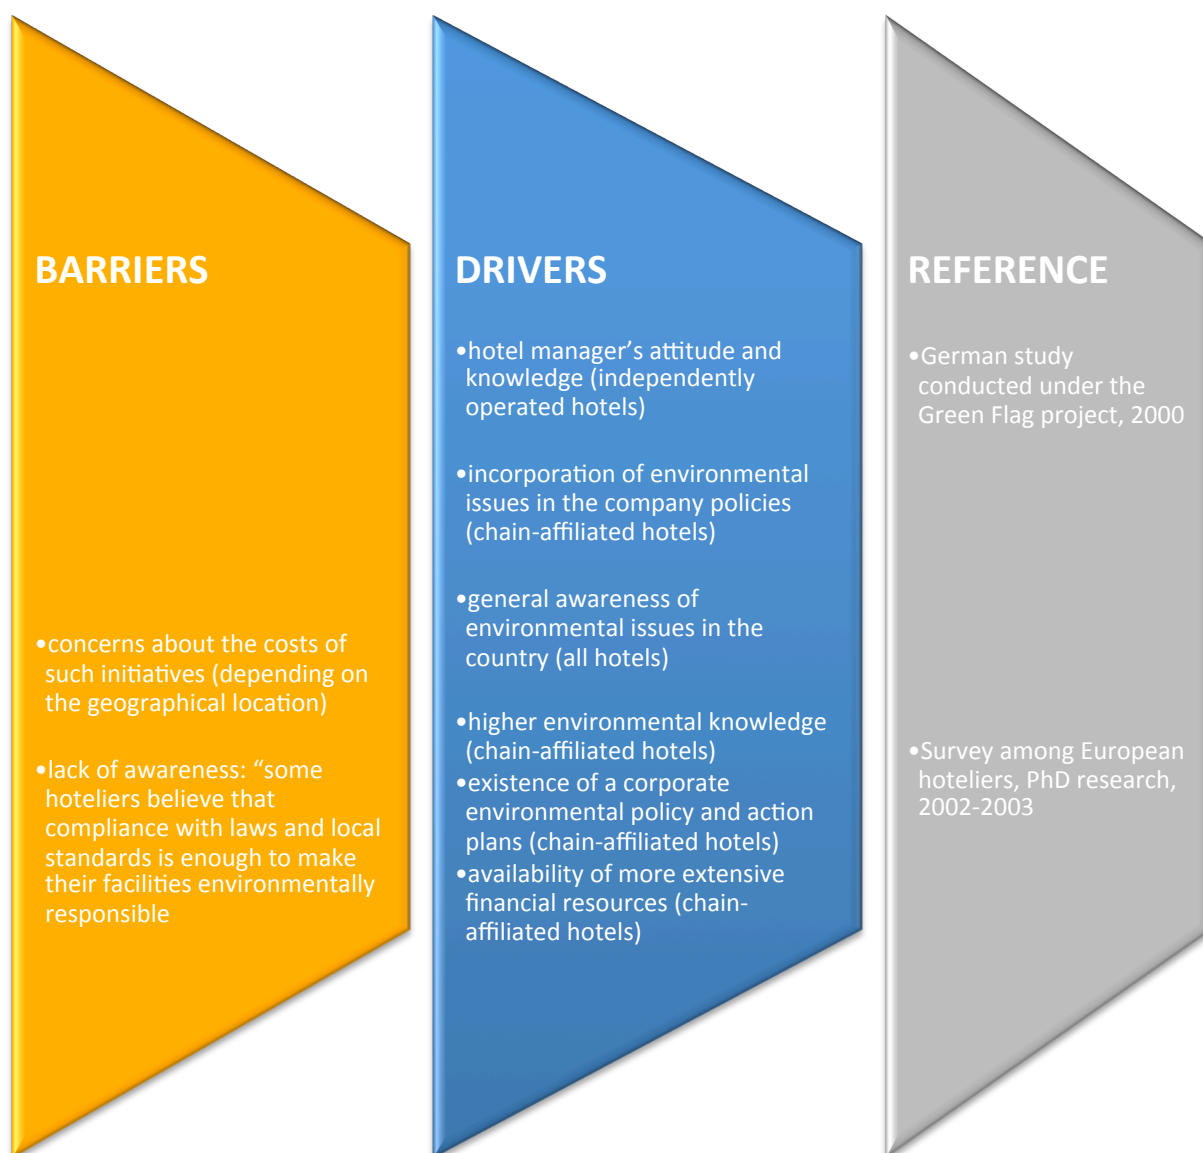 BARRIERS
•concerns about the costs of
such initiatives (depending on
the geographical location)
•lack of awareness: “some
hoteliers believe that
compliance with laws and local
standards is enough to make
their facilities environmentally
responsible
DRIVERS
•hotel manager’s attitude and
knowledge (independently
operated hotels)
•incorporation of environmental
issues in the company policies
(chain-affiliated hotels)
•general awareness of
environmental issues in the
country (all hotels)
•higher environmental knowledge
(chain-affiliated hotels)
•existence of a corporate
environmental policy and action
plans (chain-affiliated hotels)
•availability of more extensive
financial resources (chain-
affiliated hotels)
REFERENCE
•German study
conducted under the
Green Flag project, 2000
•Survey among European
hoteliers, PhD research,
2002-2003